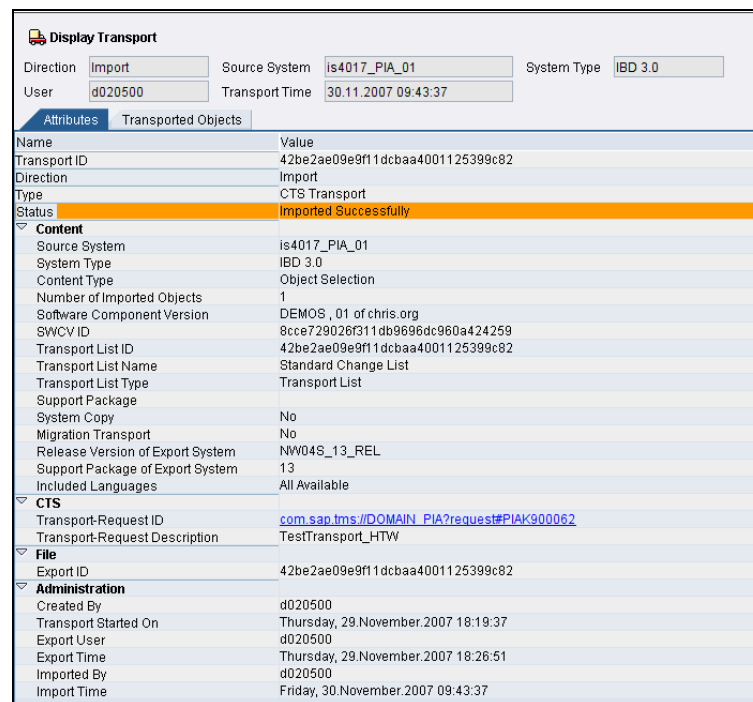 Display Transport
Direction Import Source System is4017_PIA_01 System Type IBD 3.0
User d020500 Transport Time 30.11.2007 09:43:37
Attributes Transported Objects
Name Value
Transport ID 42be2ae09e9f11dcbaa4001125399c82
Direction Import
Type CTS Transport
Status Imported Successfully
Content
Source System is4017_PIA_01
System Type IBD 3.0
Content Type Object Selection
Number of Imported Objects 1
Software Component Version DEMOS , 01 of chris.org
SWCV ID 8cce729026f311db9696dc960a424259
Transport List ID 42be2ae09e9f11dcbaa4001125399c82
Transport List Name Standard Change List
Transport List Type Transport List
Support Package
System Copy No
Migration Transport No
Release Version of Export System NW04S_13_REL
Support Package of Export System 13
Included Languages All Available
CTS
Transport-Request ID com.sap.tms://DOMAIN_PIA?request#PIAK900062
Transport-Request Description TestTransport_HTW
File
Export ID 42be2ae09e9f11dcbaa4001125399c82
Administration
Created By d020500
Transport Started On Thursday, 29.November.2007 18:19:37
Export User d020500
Export Time Thursday, 29.November.2007 18:26:51
Imported By d020500
Import Time Friday, 30.November.2007 09:43:37